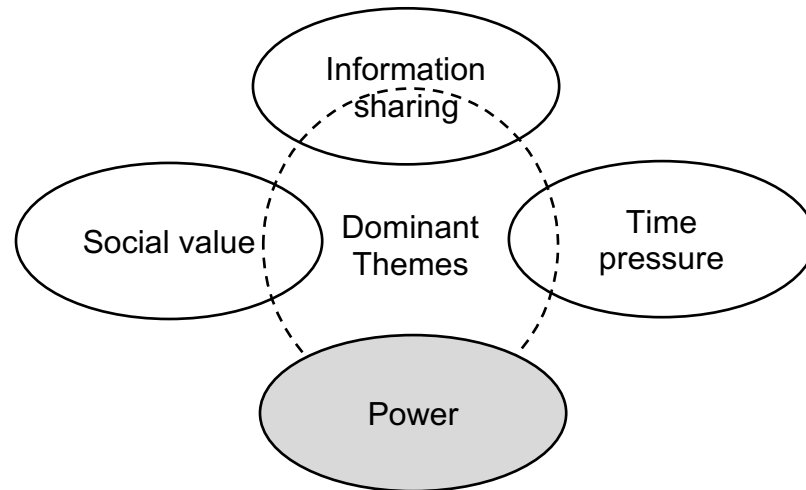 Information
sharing
Social value
Dominant
Themes
Time
pressure
Power